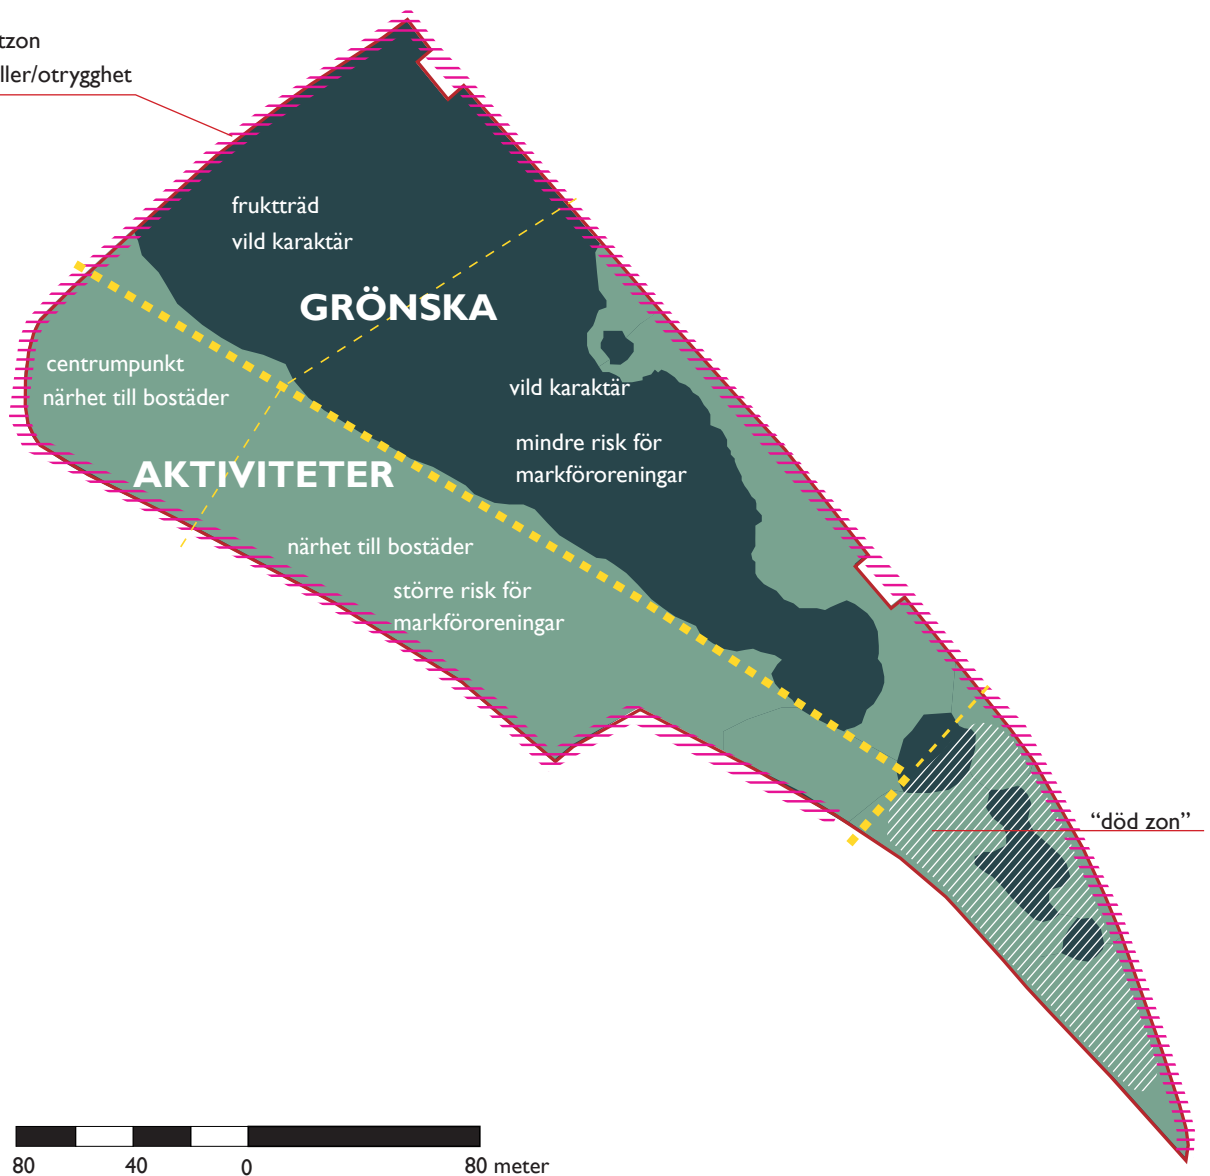 tzon
ller/otrygghet
fruktträd
vild karaktär
GRÖNSKA
centrumpunkt
närhet till bostäder
vild karaktär
mindre risk för
markföroreningar
AKTIVITETER
närhet till bostäder
större risk för
markföroreningar
“död zon”
80 40 0 80 meter